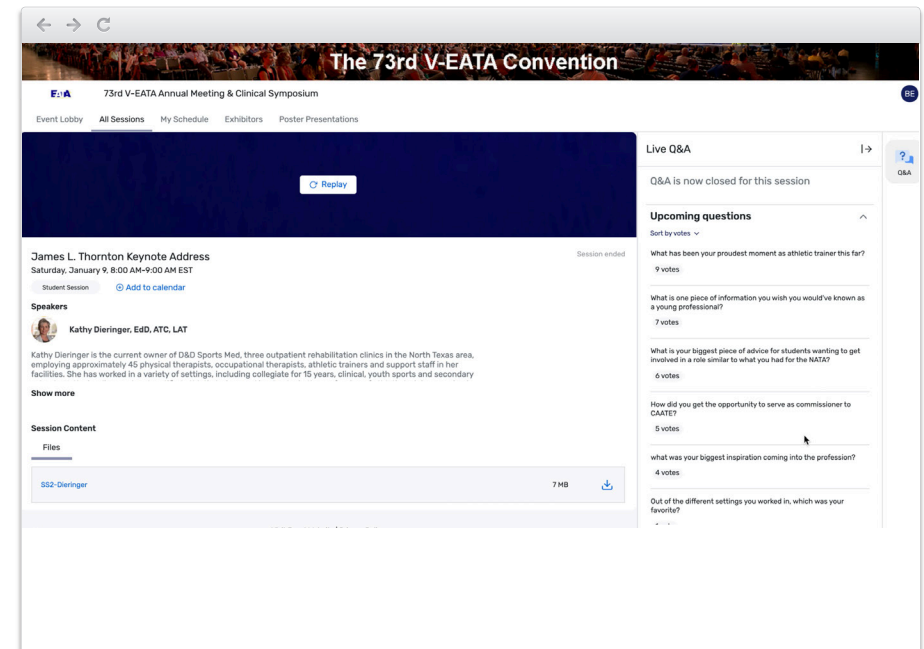 The 73rd V-EATA Convention
EATA
73rd V-EATA Annual Meeting & Clinical Symposium
BE
Event Lobby
All Sessions
My Schedule
Exhibitors
Poster Presentations
Replay
James L. Thornton Keynote Address
Session ended
Saturday, January 9, 8:00 AM-9:00 AM EST
Student Session
Add to calendar
Speakers
Kathy Dieringer, EdD, ATC, LAT
Kathy Dieringer is the current owner of D&D Sports Med, three outpatient rehabilitation clinics in the North Texas area,
employing approximately 45 physical therapists, occupational therapists, athletic trainers and support staff in her
facilities. She has worked in a variety of settings, including collegiate for 15 years, clinical, youth sports and secondary
Show more
Session Content
Files
SS2-Dieringer
7 MB
Live Q&A
Q&A
Q&A is now closed for this session
Upcoming questions
Sort by votes
What has been your proudest moment as athletic trainer this far?
9 votes
What is one piece of information you wish you would've known as
a young professional?
7 votes
What is your biggest piece of advice for students wanting to get
involved in a role similar to what you had for the NATA?
6 votes
How did you get the opportunity to serve as commissioner to
CAATE?
5 votes
what was your biggest inspiration coming into the profession?
4 votes
Out of the different settings you worked in, which was your
favorite?